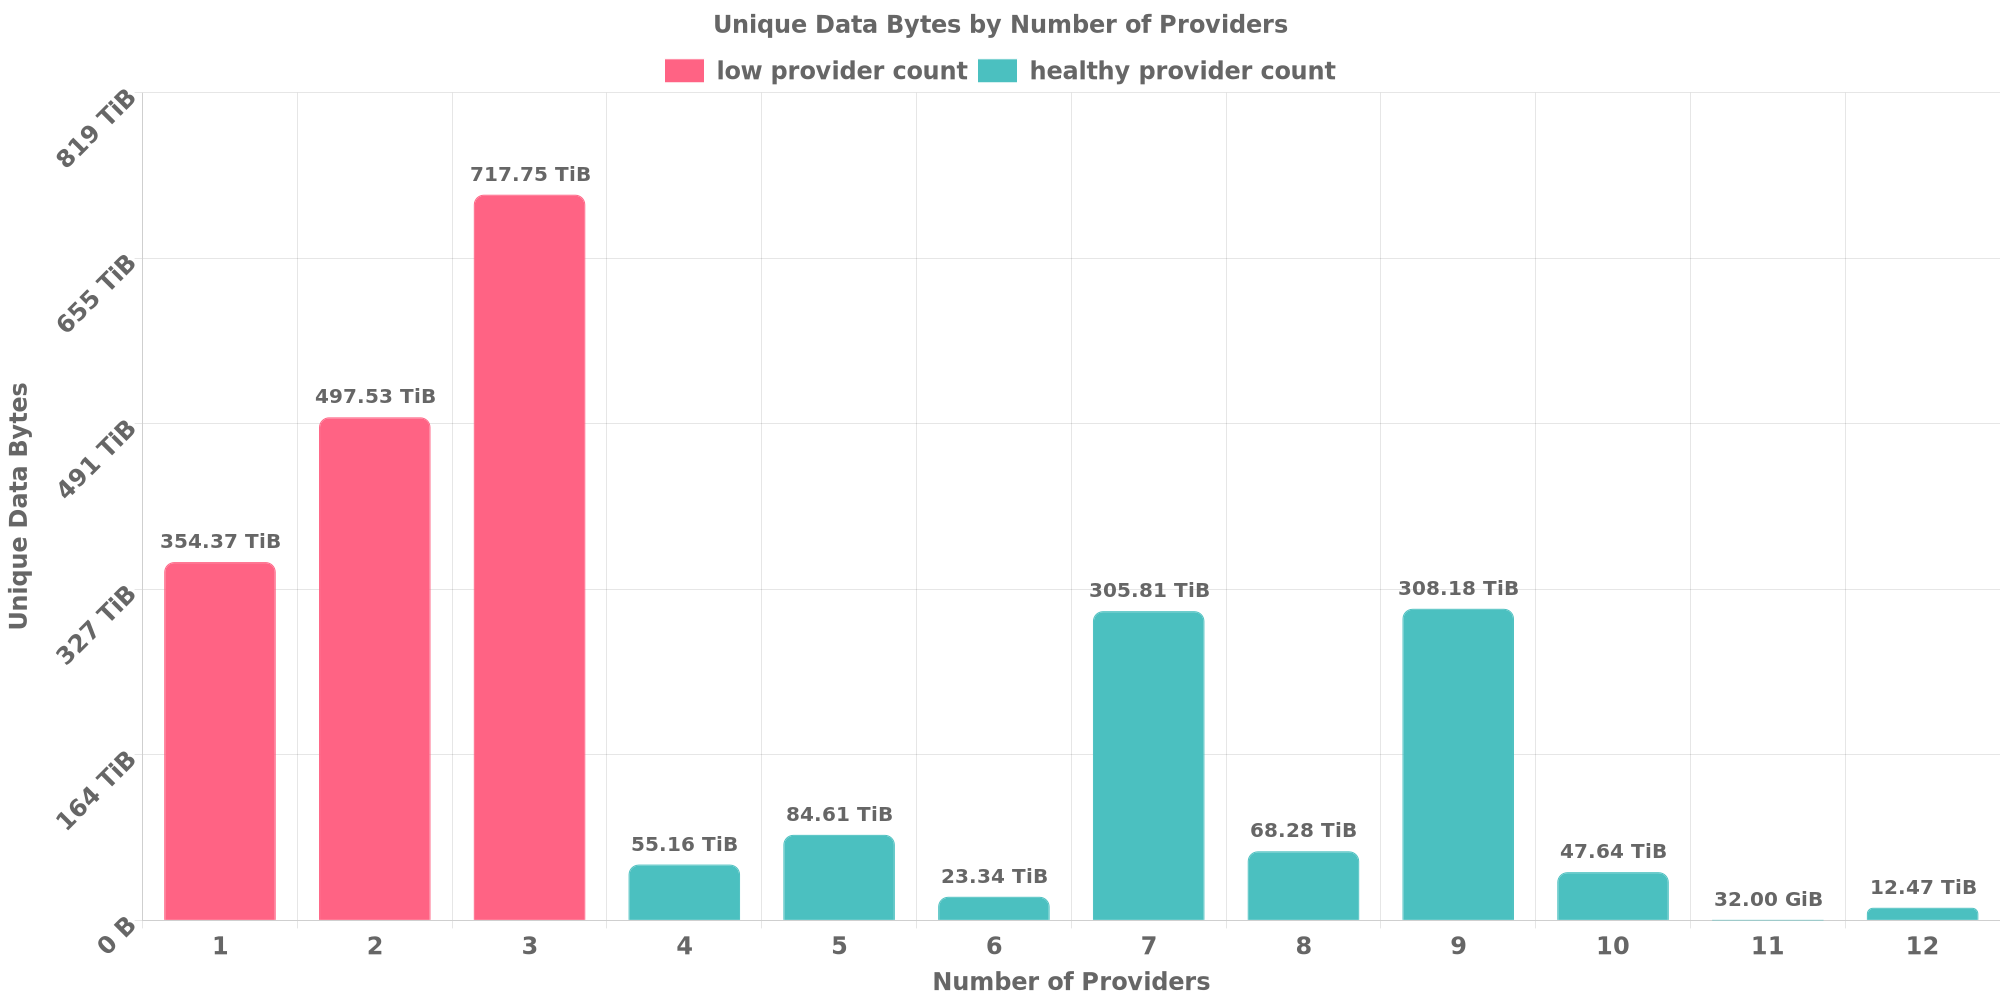 Unique Data Bytes by Number of Providers
low provider count healthy provider count
819 TiB
655 TiB
491 TiB
327 TiB
164 TiB
0 B
Unique Data Bytes
354.37 TiB
497.53 TiB
717.75 TiB
55.16 TiB
84.61 TiB
23.34 TiB
305.81 TiB
68.28 TiB
308.18 TiB
47.64 TiB
32.00 GiB
12.47 TiB
1 2 3 4 5 6 7 8 9 10 11 12
Number of Providers